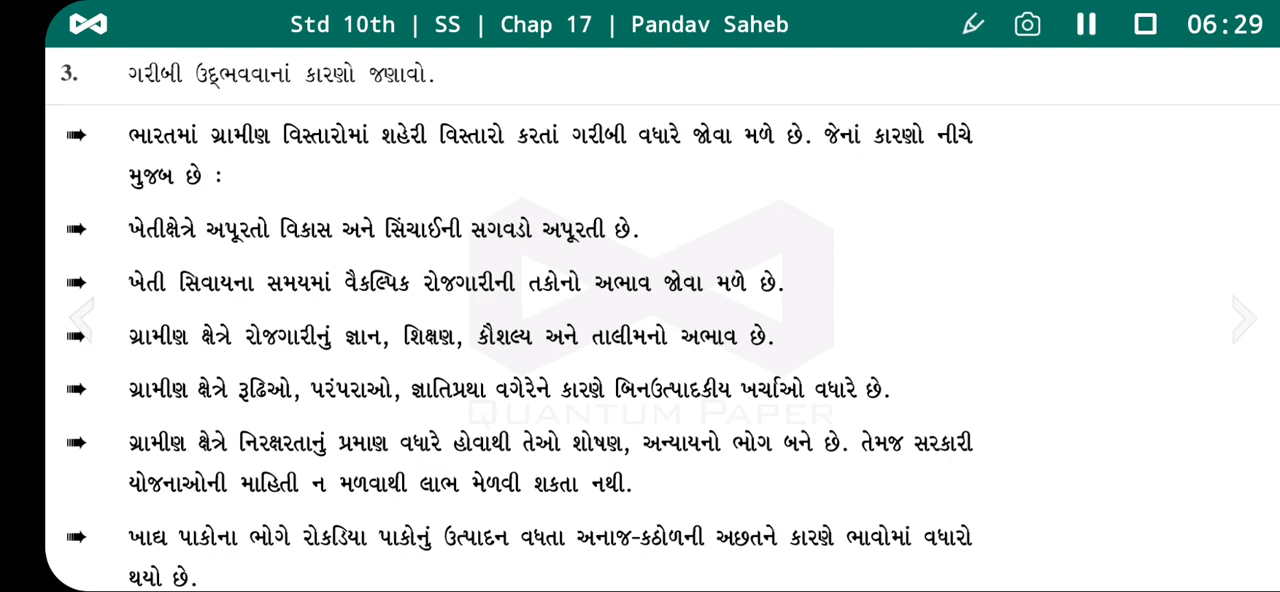 Std 10th | SS | Chap 17 | Pandav Saheb 06:29
3. ગરીબી ઉદ્ભવવાનાં કારણો જણાવો.
➠ ભારતમાં ગ્રામીણ વિસ્તારોમાં શહેરી વિસ્તારો કરતાં ગરીબી વધારે જોવા મળે છે. જેનાં કારણો નીચે
મુજબ છે :
➠ ખેતીક્ષેત્રે અપૂરતો વિકાસ અને સિંચાઈની સગવડો અપૂરતી છે.
➠ ખેતી સિવાયના સમયમાં વૈકલ્પિક રોજગારીની તકોનો અભાવ જોવા મળે છે.
➠ ગ્રામીણ ક્ષેત્રે રોજગારીનું જ્ઞાન, શિક્ષણ, કૌશલ્ય અને તાલીમનો અભાવ છે.
➠ ગ્રામીણ ક્ષેત્રે રૂઢિઓ, પરંપરાઓ, જ્ઞાતિપ્રથા વગેરેને કારણે બિનઉત્પાદકીય ખર્ચાઓ વધારે છે.
QUANTUM PAPER
➠ ગ્રામીણ ક્ષેત્રે નિરક્ષરતાનું પ્રમાણ વધારે હોવાથી તેઓ શોષણ, અન્યાયનો ભોગ બને છે. તેમજ સરકારી
યોજનાઓની માહિતી ન મળવાથી લાભ મેળવી શકતા નથી.
➠ ખાદ્ય પાકોના ભોગે રોકડિયા પાકોનું ઉત્પાદન વધતા અનાજ-કઠોળની અછતને કારણે ભાવોમાં વધારો
થયો છે.